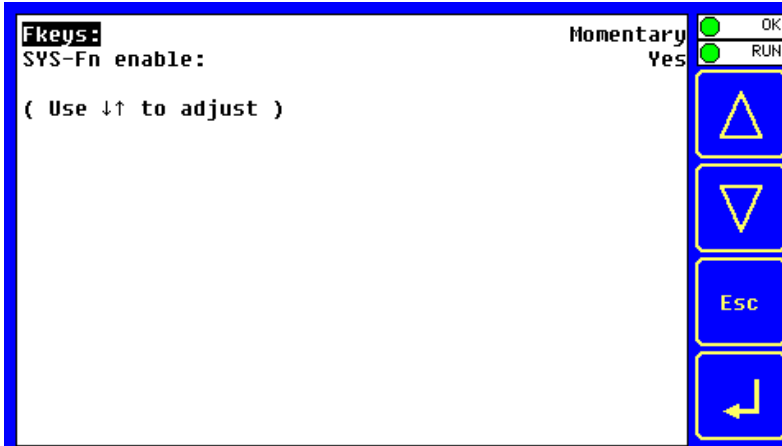 Fkeys: Momentary
SYS-Fn enable: Yes
( Use ↓↑ to adjust )
OK
RUN
Esc